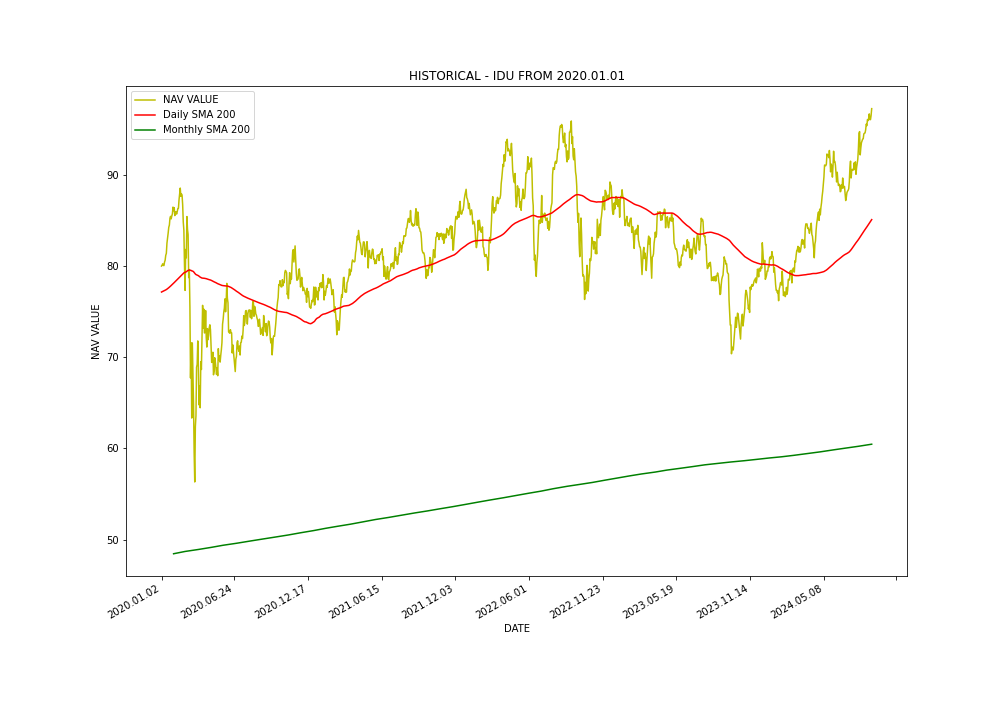 HISTORICAL - IDU FROM 2020.01.01
NAV VALUE
Daily SMA 200
Monthly SMA 200
90
80
70
60
50
NAV VALUE
2020.01.02
2020.06.24
2020.12.17
2021.06.15
2021.12.03
2022.06.01
2022.11.23
2023.05.19
2023.11.14
2024.05.08
DATE